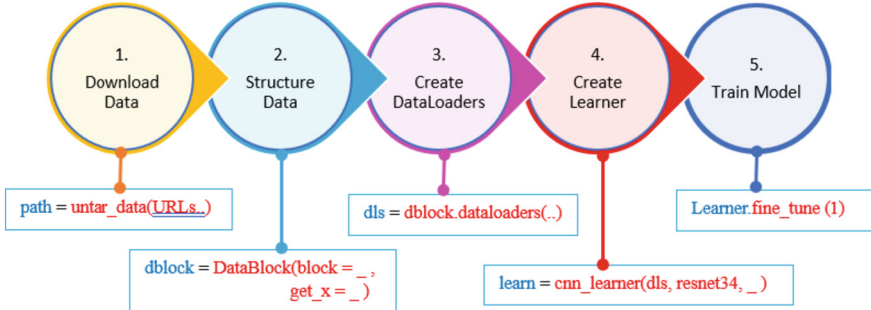 1.
Download
Data
2.
Structure
Data
3.
Create
DataLoaders
4.
Create
Learner
5.
Train Model
path = untar_data(URLs..)
dblock = DataBlock(block = _ ,
get_x = _ )
dls = dblock.dataloaders(..)
learn = cnn_learner(dls, resnet34, _ )
Learner.fine_tune (1)